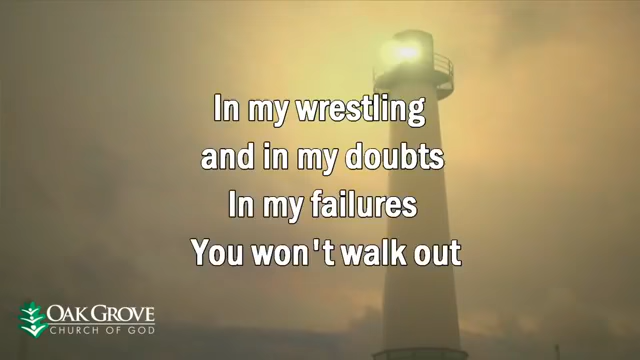 In my wrestling
and in my doubts
In my failures
You won't walk out
OAK GROVE
CHURCH OF GOD